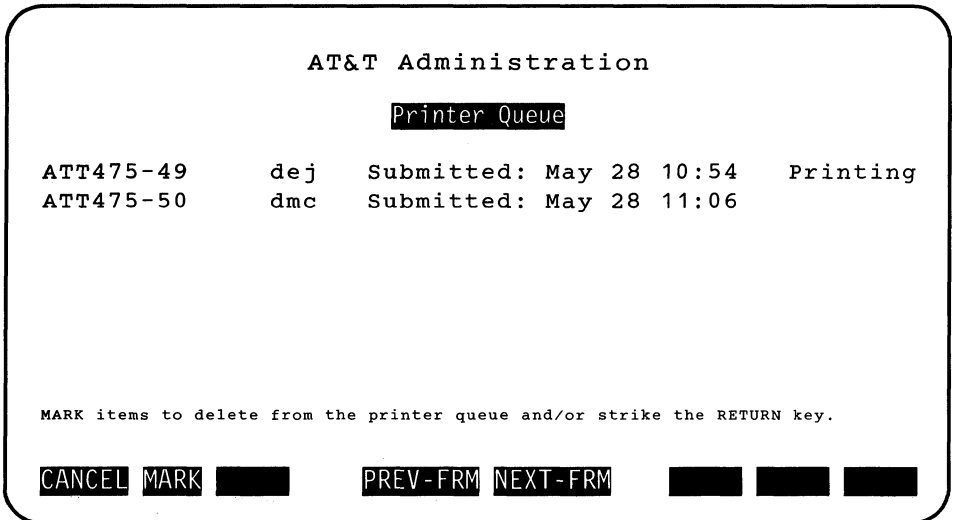 AT&T Administration
Printer Queue
ATT475-49 dej Submitted: May 28 10:54 Printing
ATT475-50 dmc Submitted: May 28 11:06
MARK items to delete from the printer queue and/or strike the RETURN key.
CANCEL MARK PREV-FRM NEXT-FRM